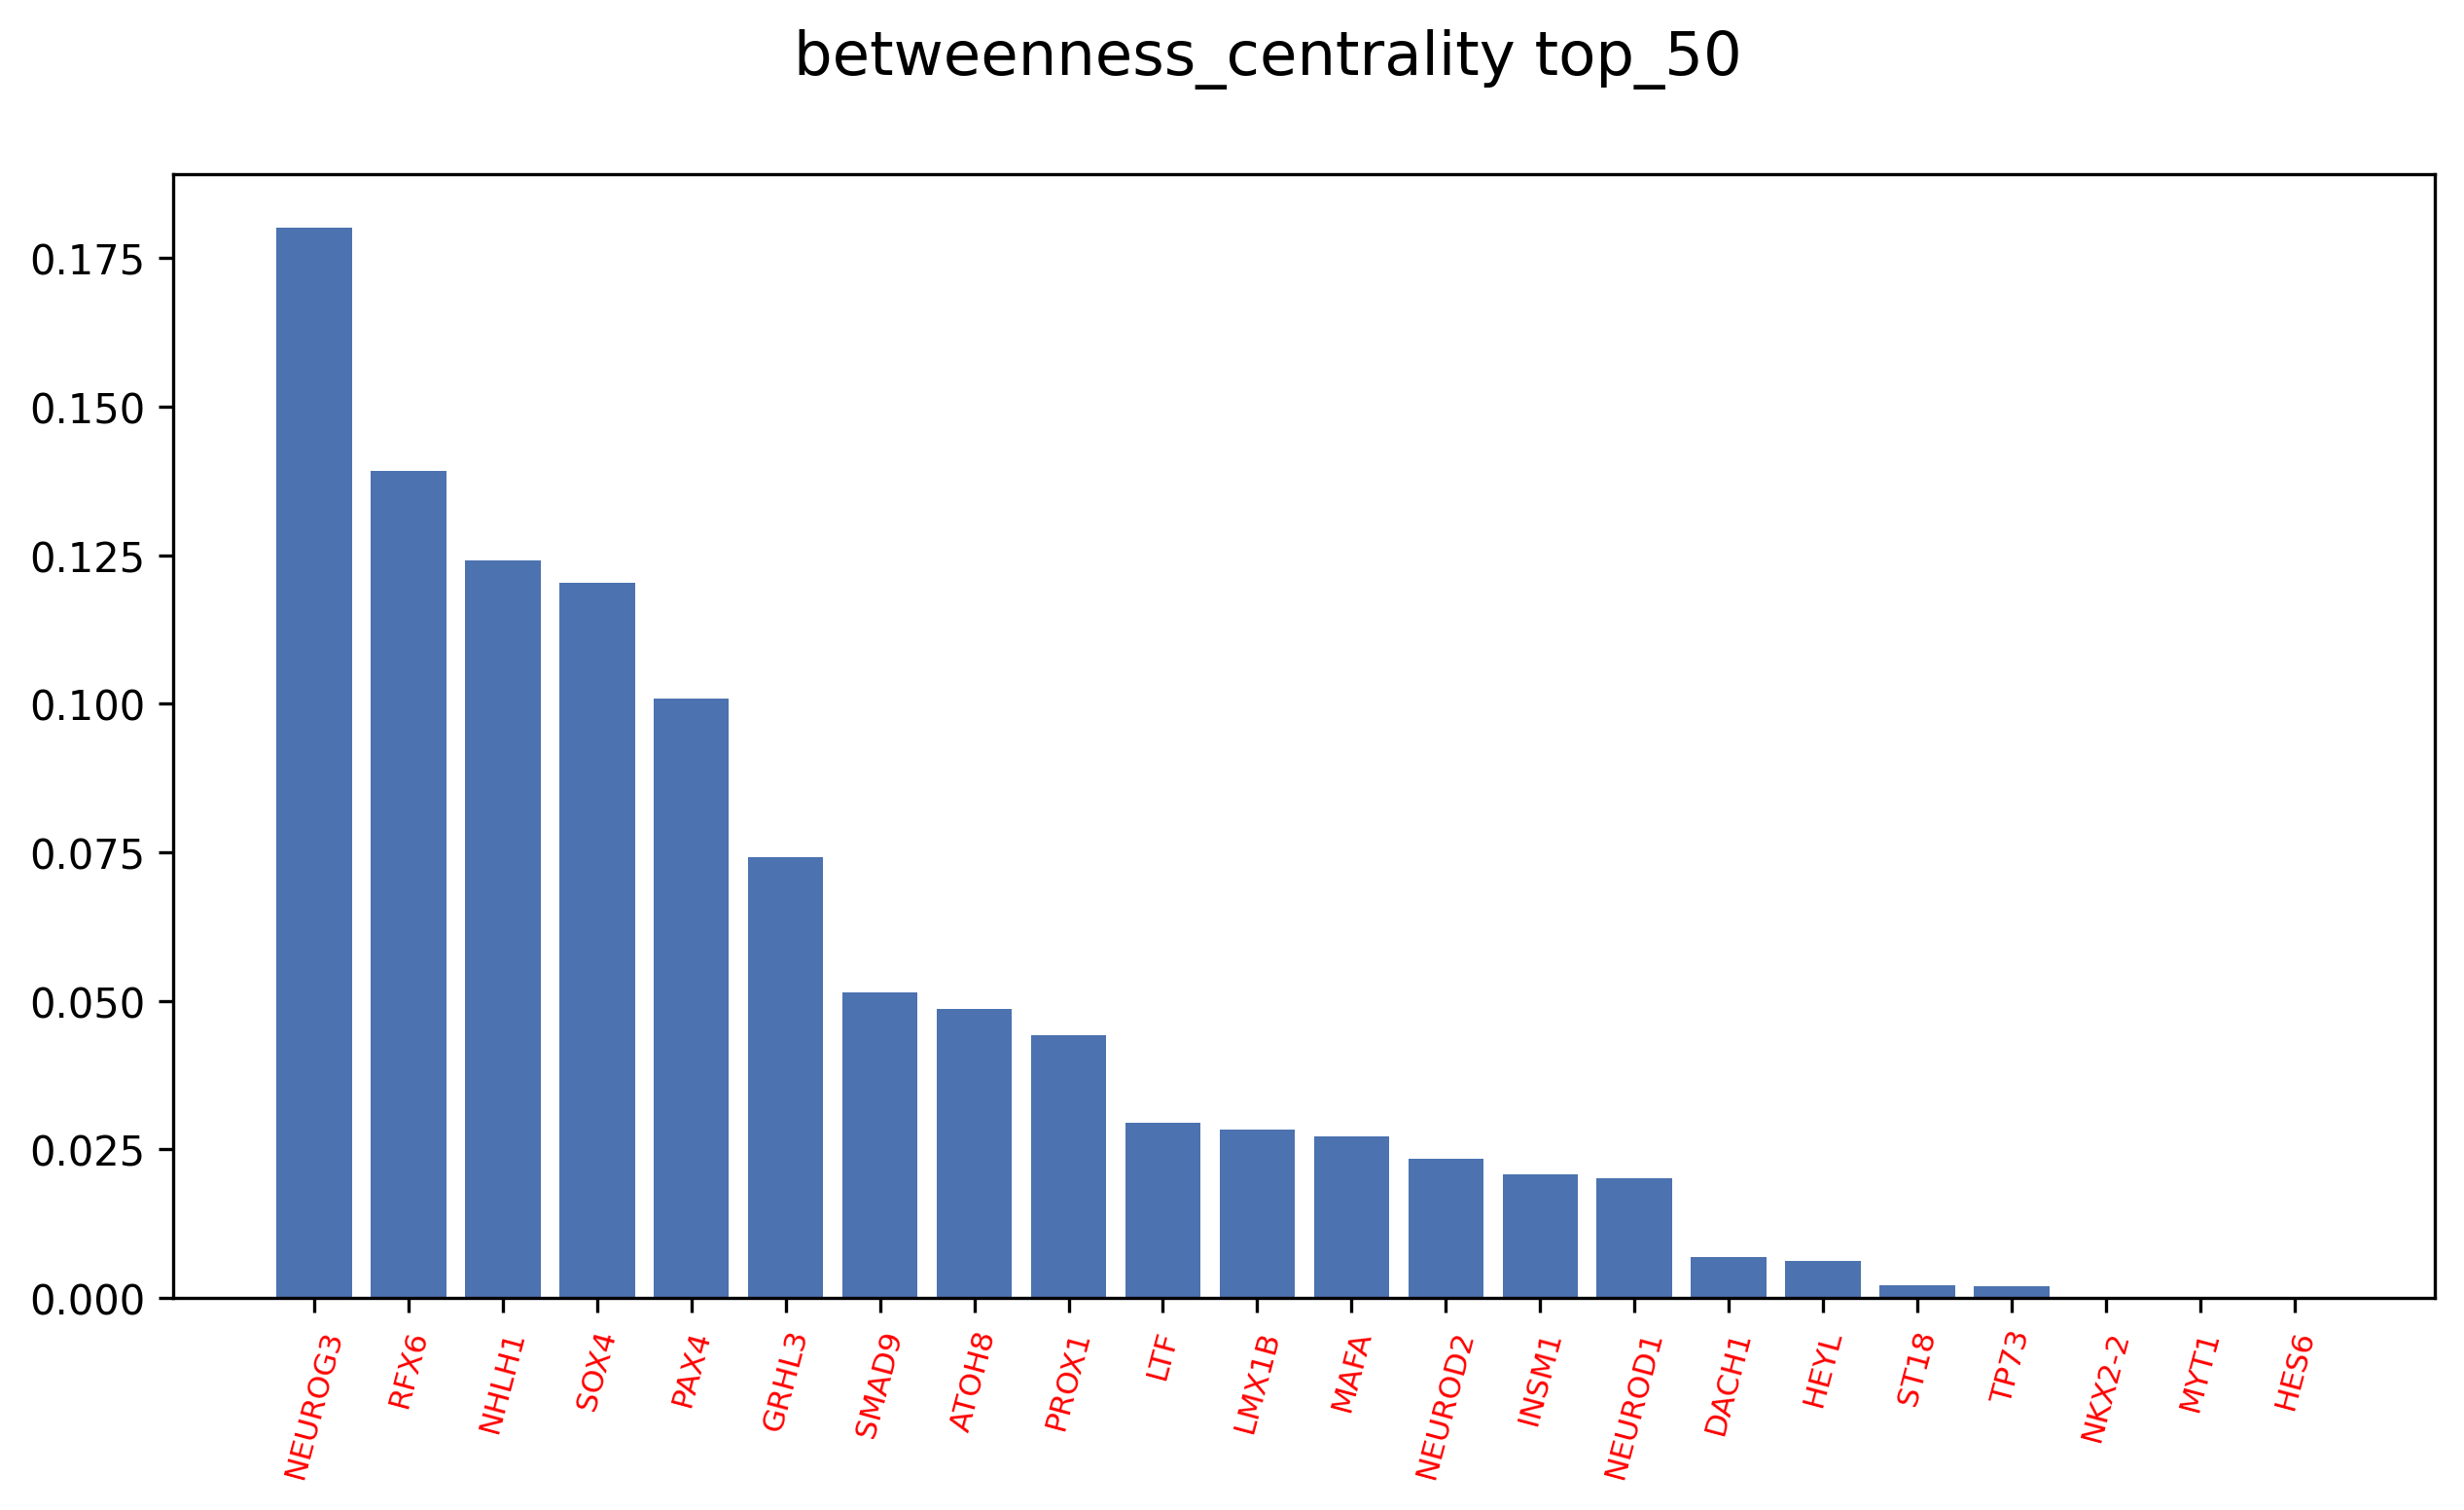 betweenness_centrality top_50
0.175
0.150
0.125
0.100
0.075
0.050
0.025
0.000
NEUROG3
RFX6
NHLH1
SOX4
PAX4
GRHL3
SMAD9
ATOH8
PROX1
LTF
LMX1B
MAFA
NEUROD2
INSM1
NEUROD1
DACH1
HEYL
ST18
TP73
NKX2-2
MYT1
HES6